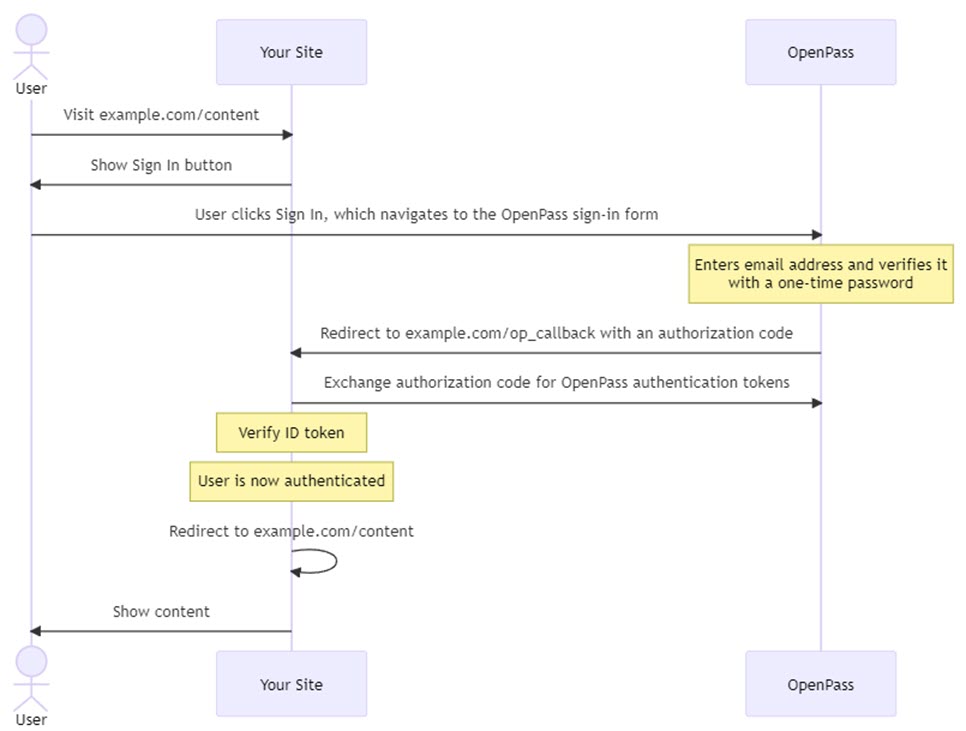 User
Your Site
OpenPass
Visit example.com/content
Show Sign In button
User clicks Sign In, which navigates to the OpenPass sign-in form
Enters email address and verifies it
with a one-time password
Redirect to example.com/op_callback with an authorization code
Exchange authorization code for OpenPass authentication tokens
Verify ID token
User is now authenticated
Redirect to example.com/content
Show content
User
Your Site
OpenPass